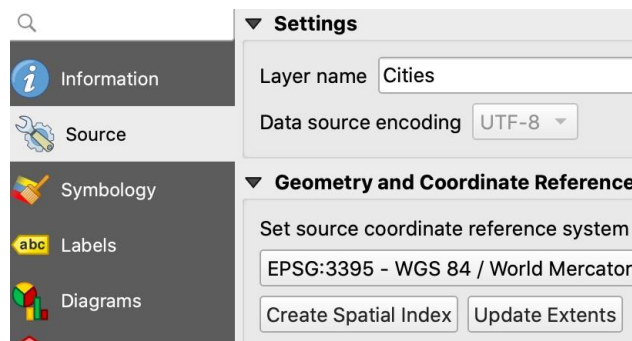 Information
Source
Symbology
abc Labels
Diagrams
Settings
Layer name Cities
Data source encoding UTF-8
Geometry and Coordinate Reference
Set source coordinate reference system
EPSG:3395 - WGS 84 / World Mercator
Create Spatial Index Update Extents